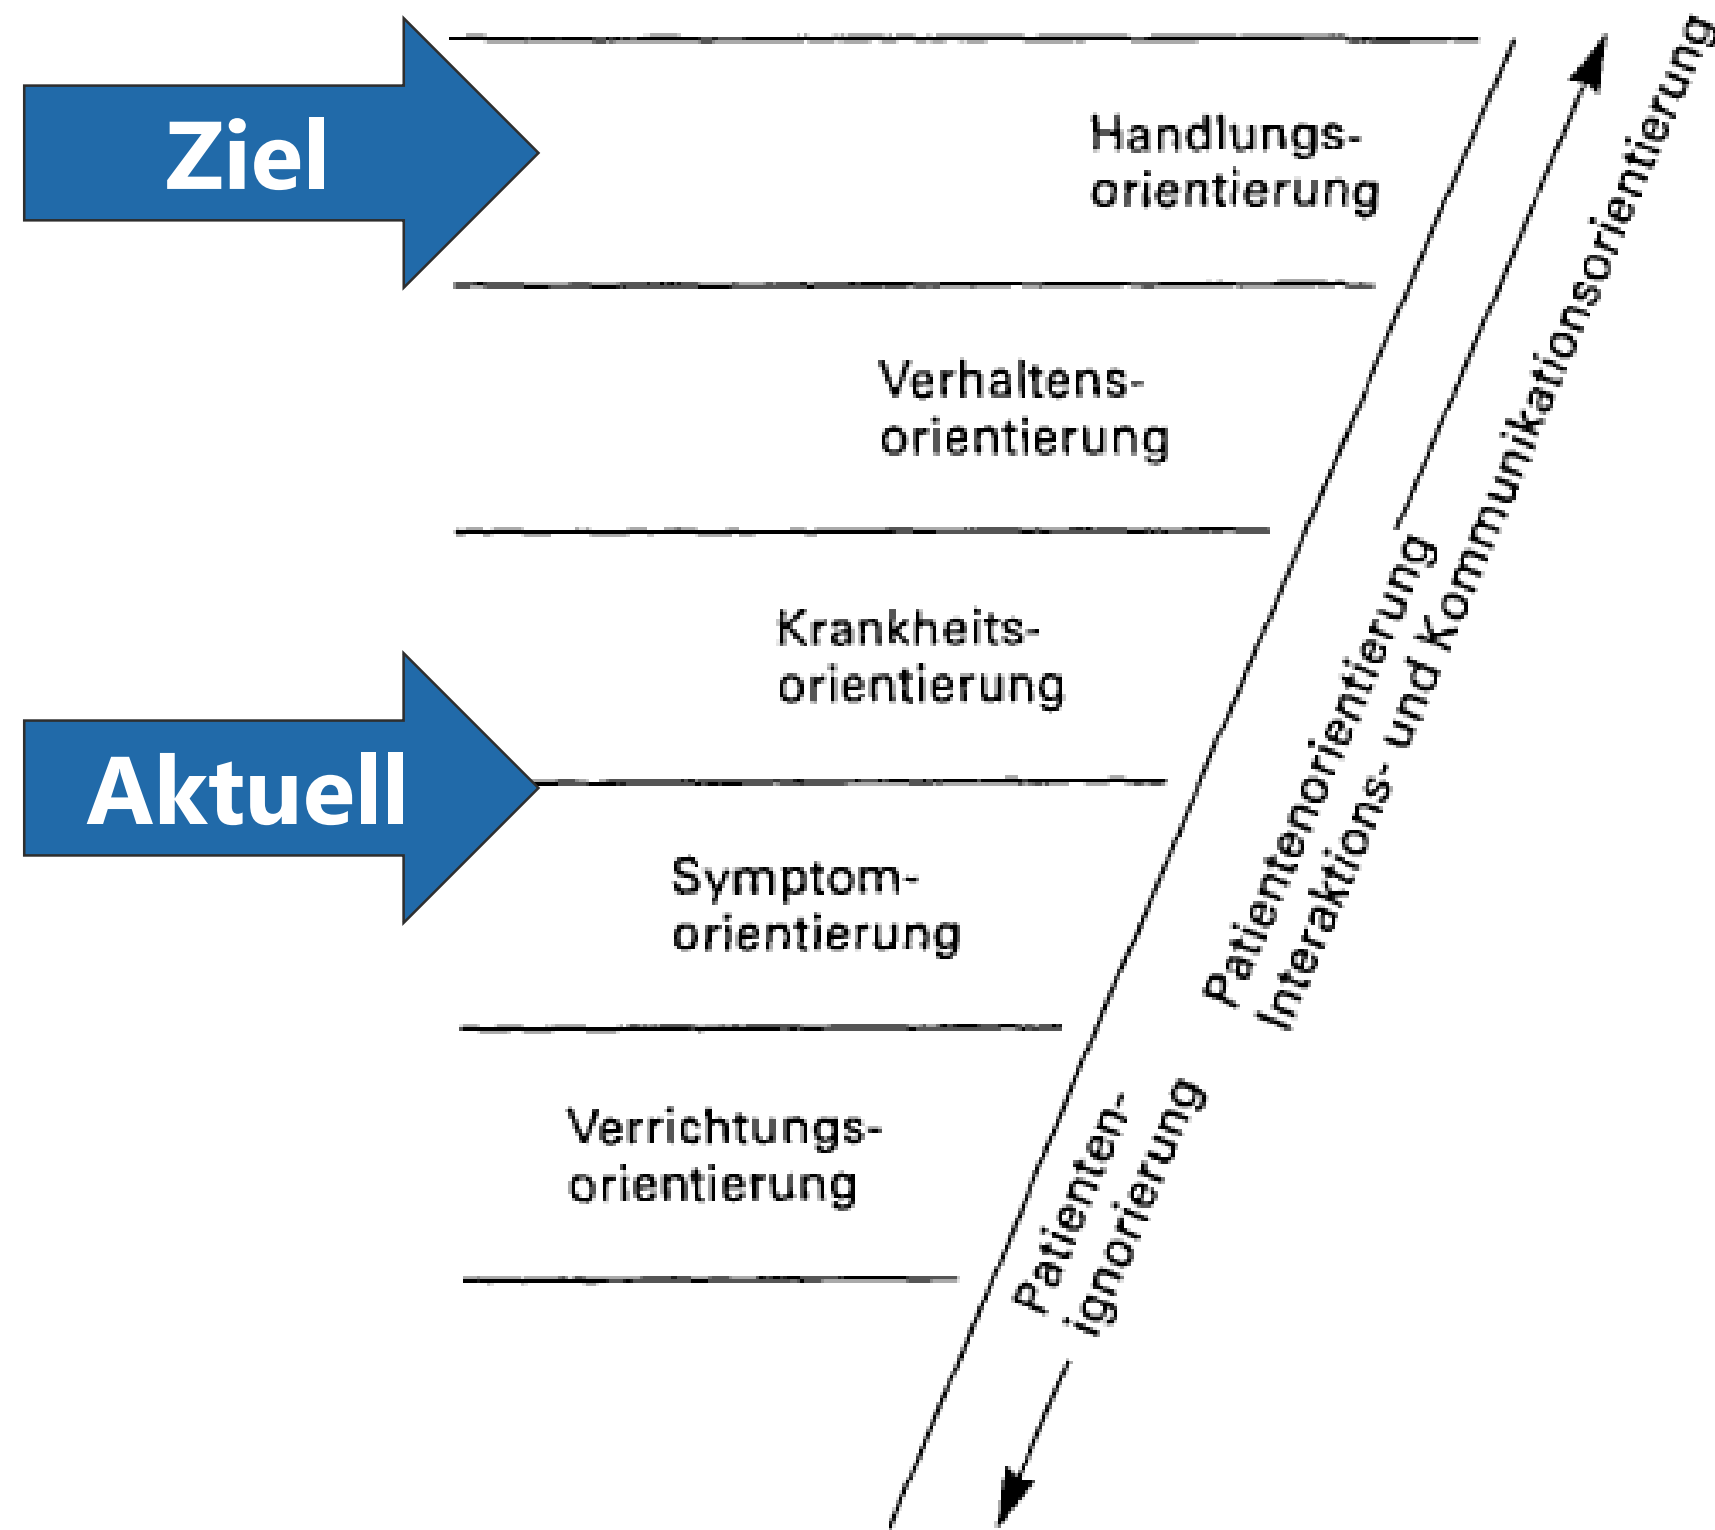 Ziel
Handlungs-
orientierung
Verhaltens-
orientierung
Krankheits-
orientierung
Aktuell
Symptom-
orientierung
Verrichtungs-
orientierung
Patientenorientierung
Interaktions- und Kommunikationsorientierung
Patienten-
ignorierung